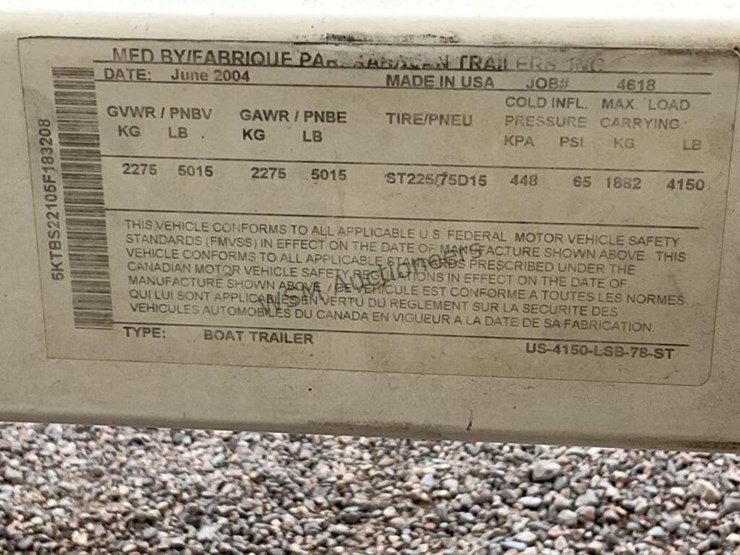 MFD BY/FABRIQUE PAR KARAVAN TRAILERS, INC
DATE: June 2004 MADE IN USA JOB# 4618
GVWR / PNBV GAWR / PNBE TIRE/PNEU COLD INFL. PRESSURE MAX. LOAD CARRYING
KG LB KG LB KPA PSI KG LB
2275 5015 2275 5015 ST225/75D15 448 65 1882 4150
THIS VEHICLE CONFORMS TO ALL APPLICABLE U S FEDERAL MOTOR VEHICLE SAFETY
STANDARDS (FMVSS) IN EFFECT ON THE DATE OF MANUFACTURE SHOWN ABOVE. THIS
VEHICLE CONFORMS TO ALL APPLICABLE STANDARDS PRESCRIBED UNDER THE
CANADIAN MOTOR VEHICLE SAFETY REGULATIONS IN EFFECT ON THE DATE OF
MANUFACTURE SHOWN ABOVE / CE VEHICULE EST CONFORME A TOUTES LES NORMES
QUI LUI SONT APPLICABLES EN VERTU DU REGLEMENT SUR LA SECURITE DES
VEHICULES AUTOMOBILES DU CANADA EN VIGUEUR A LA DATE DE SA FABRICATION.
TYPE: BOAT TRAILER US-4150-LSB-78-ST
5KTBS22105F183208
Auctioneers